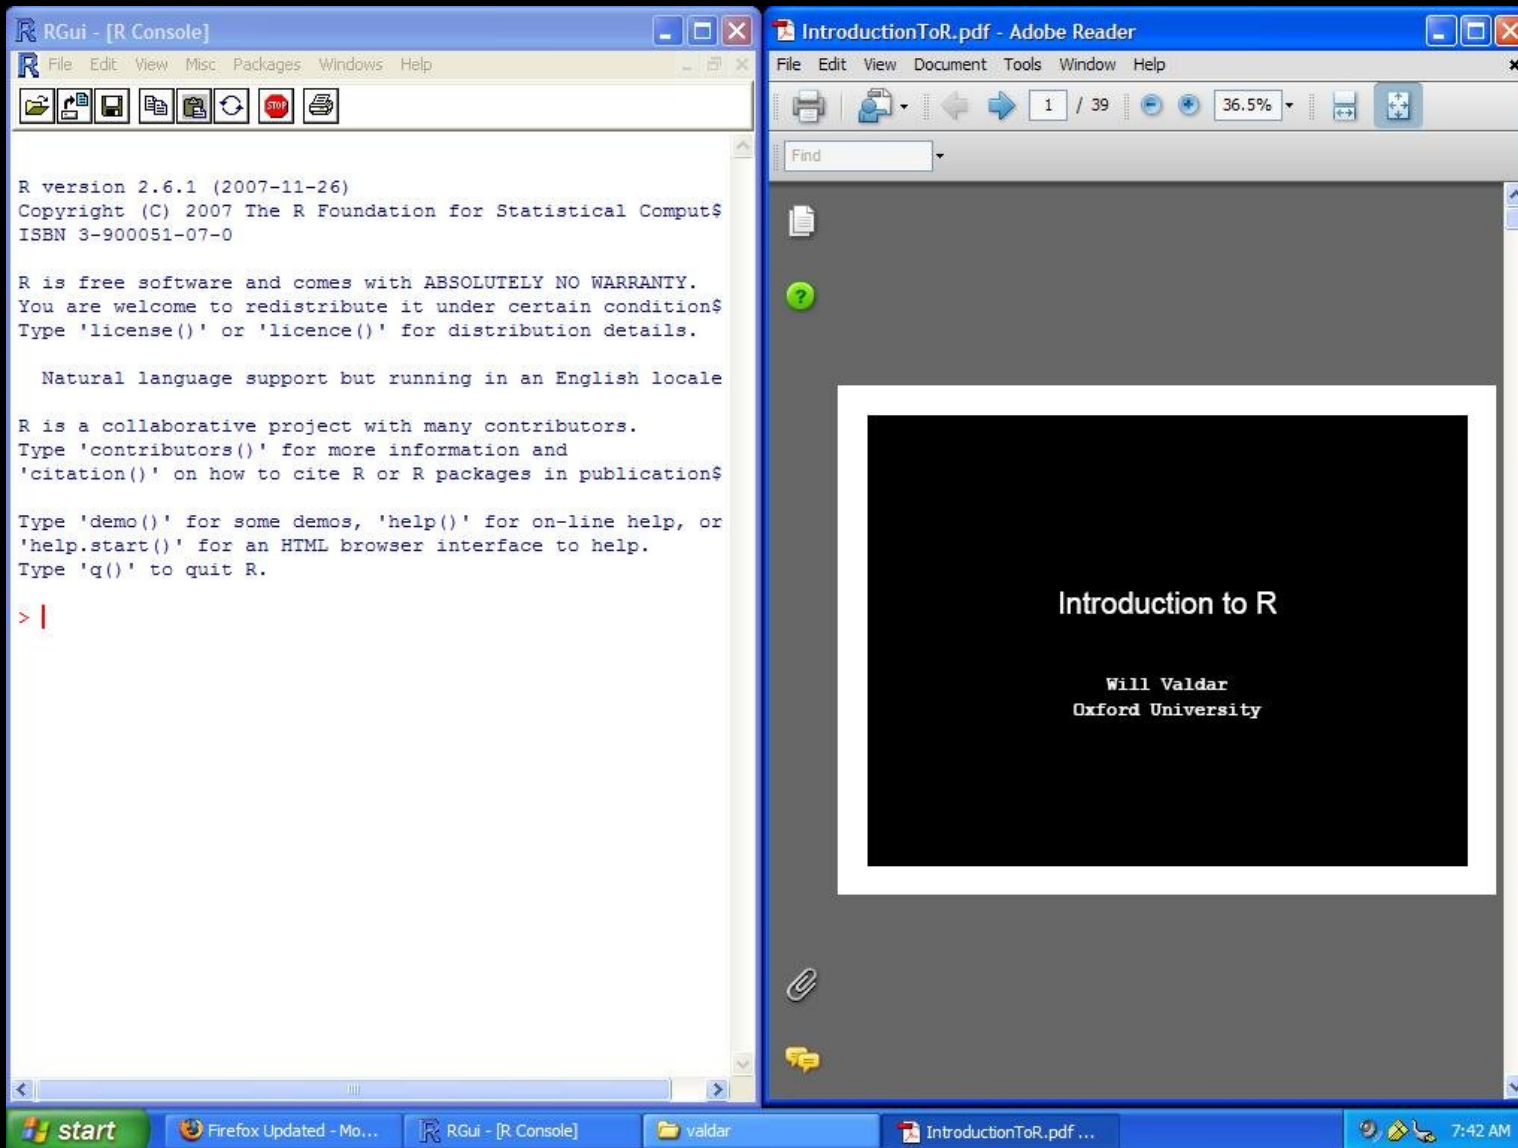 RGui - [R Console]
File Edit View Misc Packages Windows Help
STOP
R version 2.6.1 (2007-11-26)
Copyright (C) 2007 The R Foundation for Statistical Comput$
ISBN 3-900051-07-0
R is free software and comes with ABSOLUTELY NO WARRANTY.
You are welcome to redistribute it under certain condition$
Type 'license()' or 'licence()' for distribution details.
Natural language support but running in an English locale
R is a collaborative project with many contributors.
Type 'contributors()' for more information and
'citation()' on how to cite R or R packages in publication$
Type 'demo()' for some demos, 'help()' for on-line help, or
'help.start()' for an HTML browser interface to help.
Type 'q()' to quit R.
>
IntroductionToR.pdf - Adobe Reader
File Edit View Document Tools Window Help
1 / 39 36.5%
Find
Introduction to R
Will Valdar
Oxford University
start Firefox Updated - Mo... RGui - [R Console] valdar IntroductionToR.pdf ... 7:42 AM